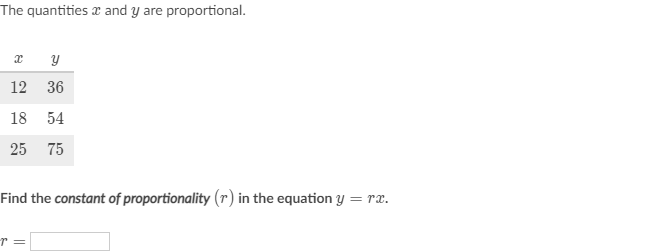 The quantities x and y are proportional.
x y
12 36
18 54
25 75
Find the constant of proportionality (r) in the equation y = rx.
r =